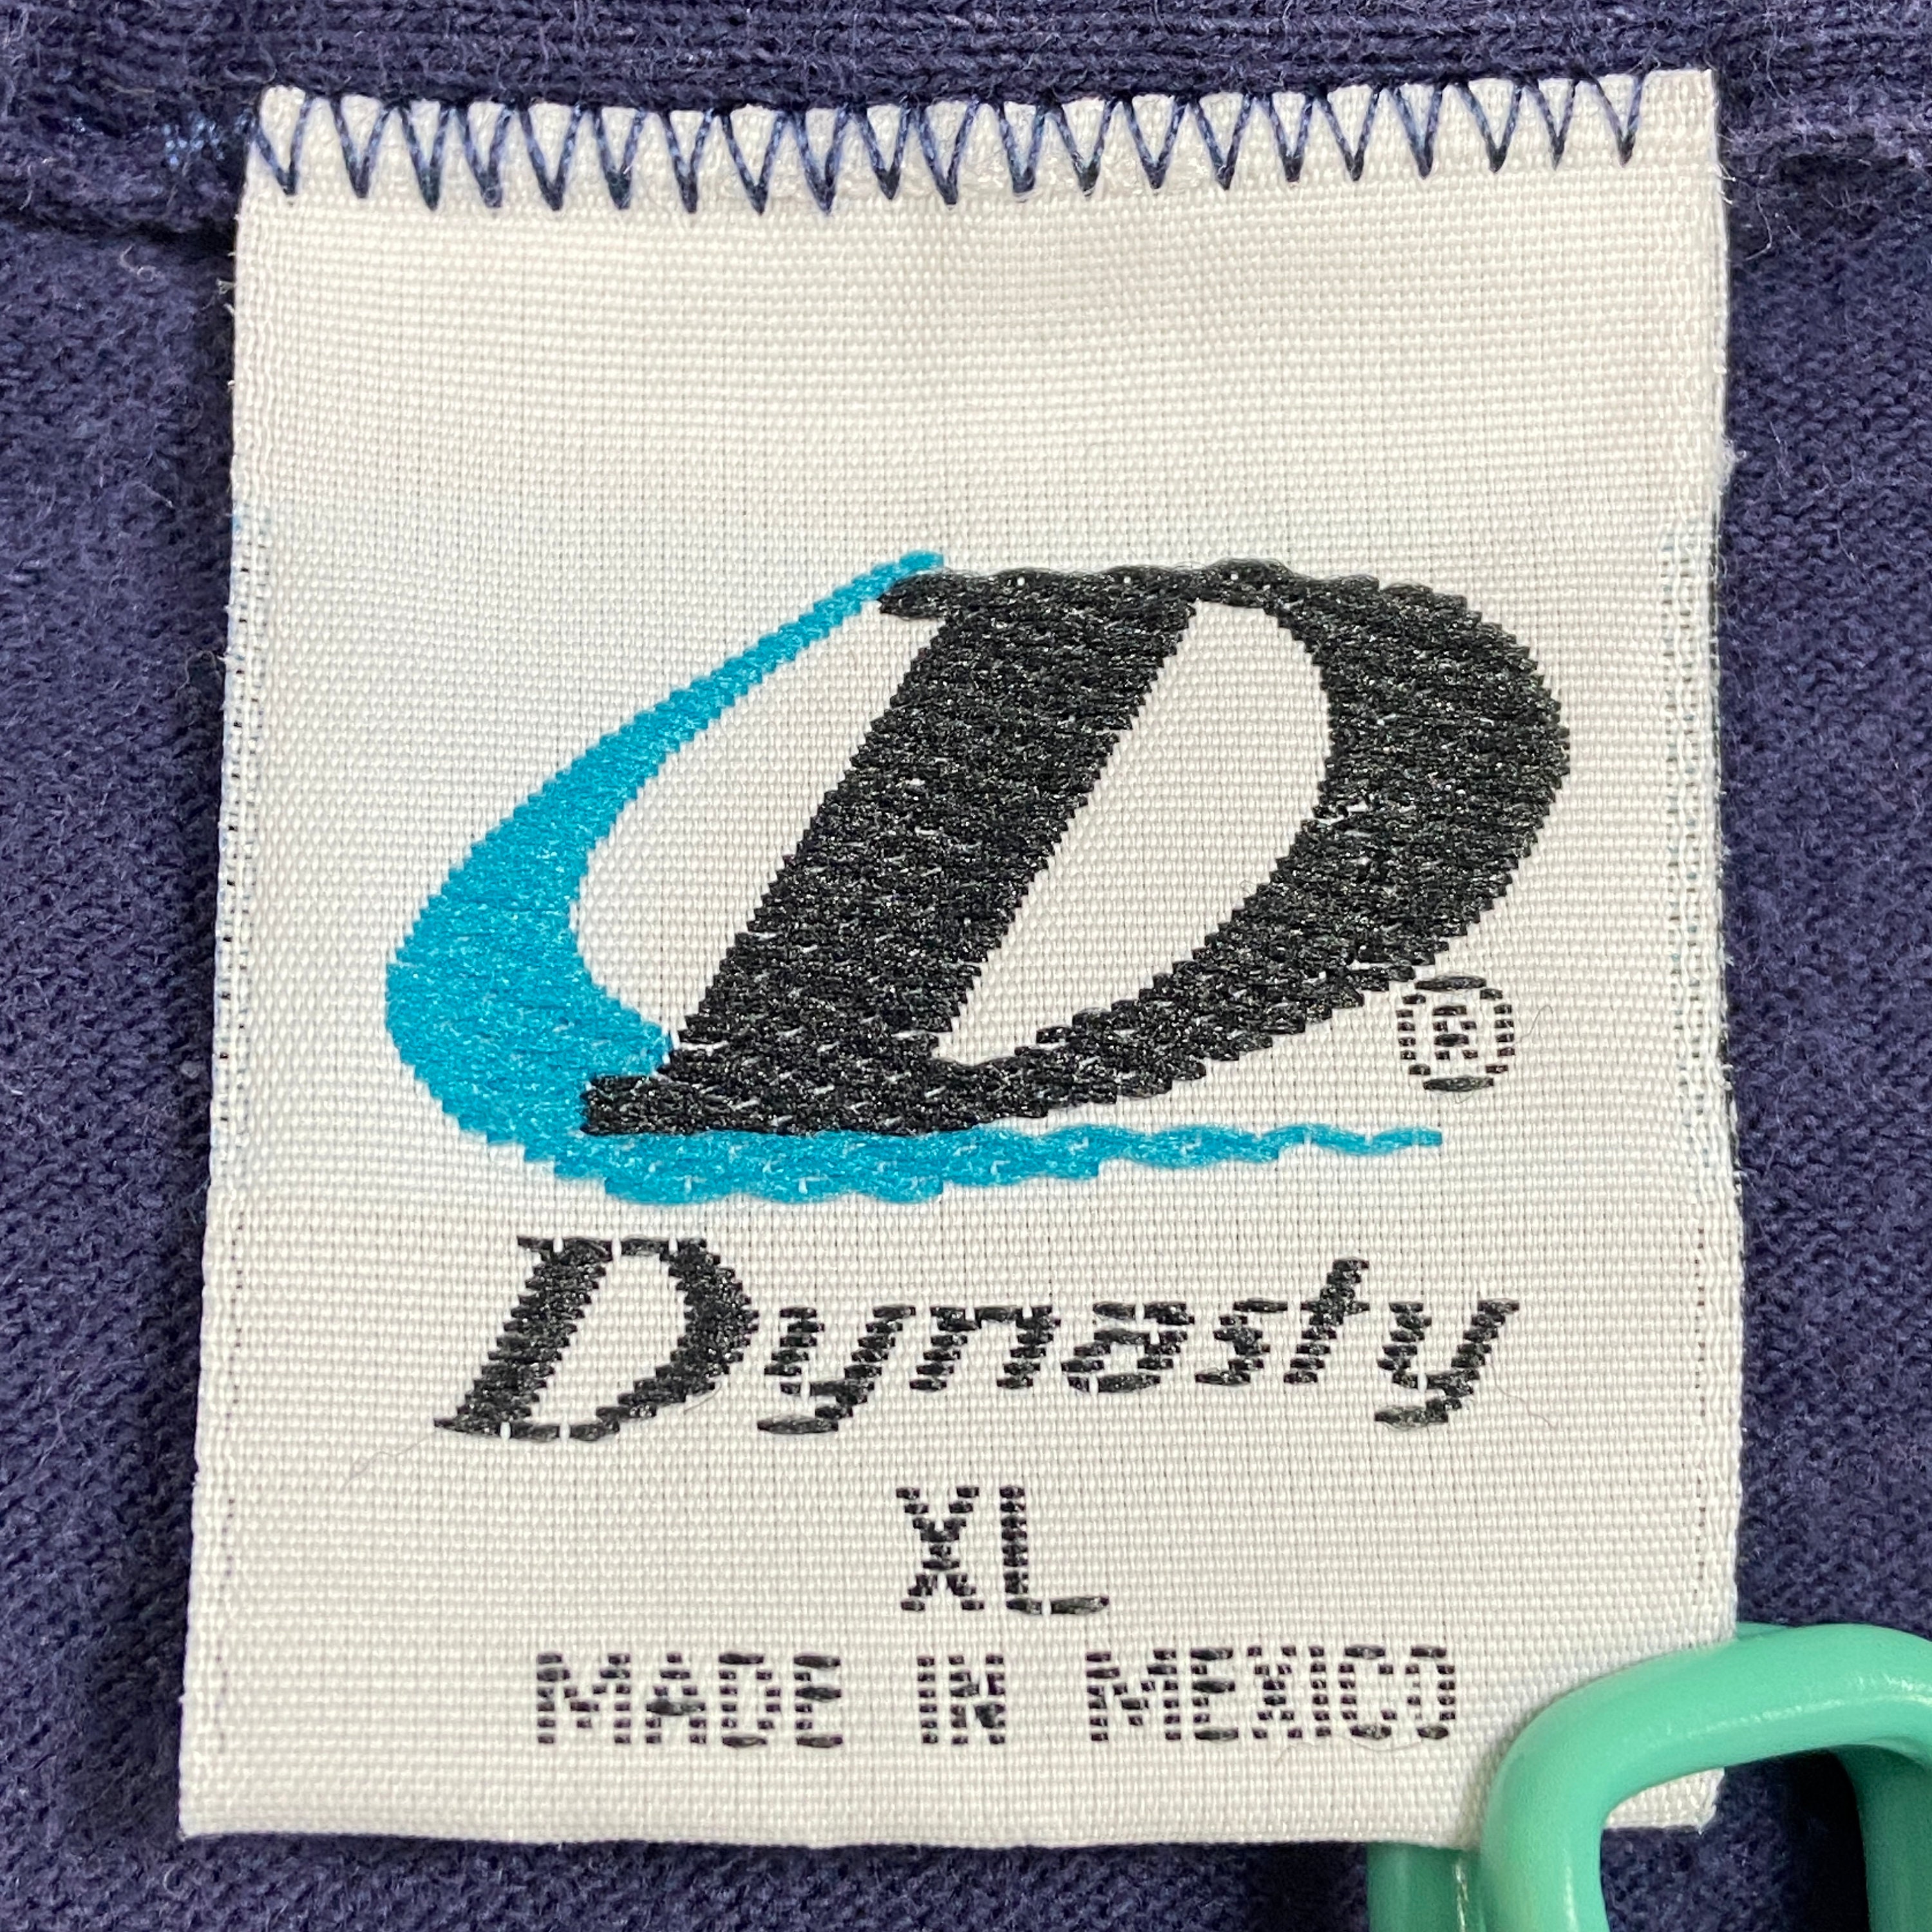 D®
Dynasty
XL
MADE IN MEXICO